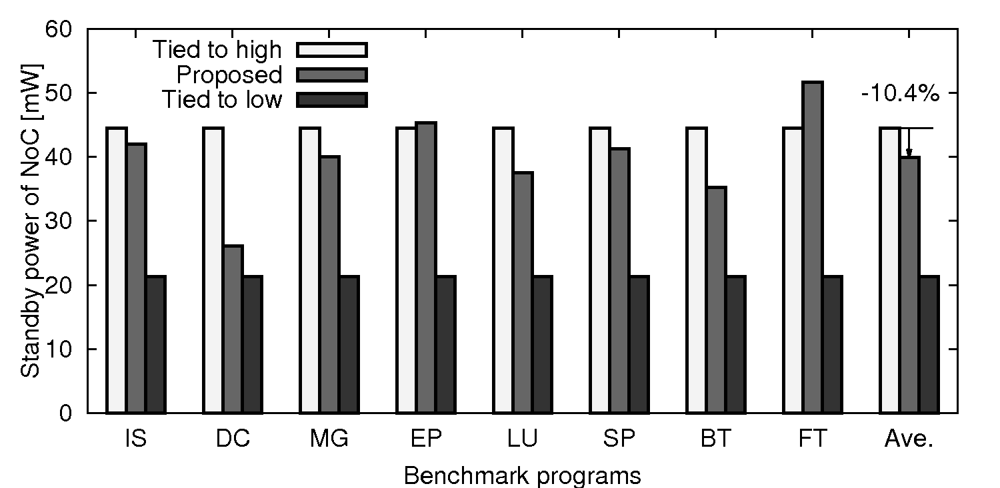 Standby power of NoC [mW]
60
50
40
30
20
10
0
Tied to high
Proposed
Tied to low
-10.4%
IS DC MG EP LU SP BT FT Ave.
Benchmark programs